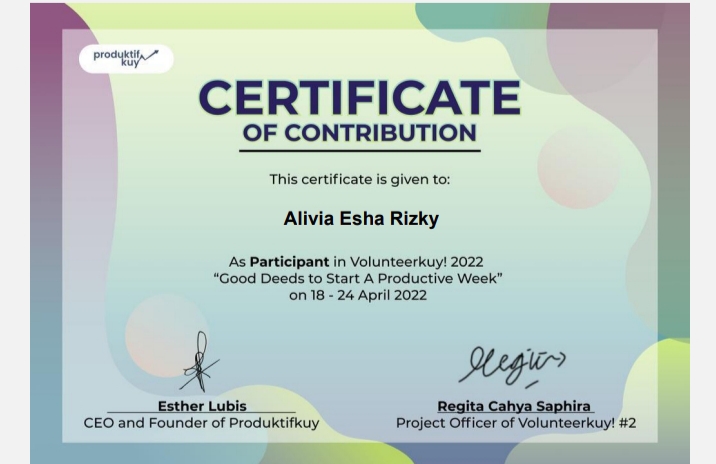 produktif
kuy
CERTIFICATE
OF CONTRIBUTION
This certificate is given to:
Alivia Esha Rizky
As Participant in Volunteerkuy! 2022
“Good Deeds to Start A Productive Week”
on 18 - 24 April 2022
Regita
Esther Lubis
CEO and Founder of Produktifkuy
Regita Cahya Saphira
Project Officer of Volunteerkuy! #2